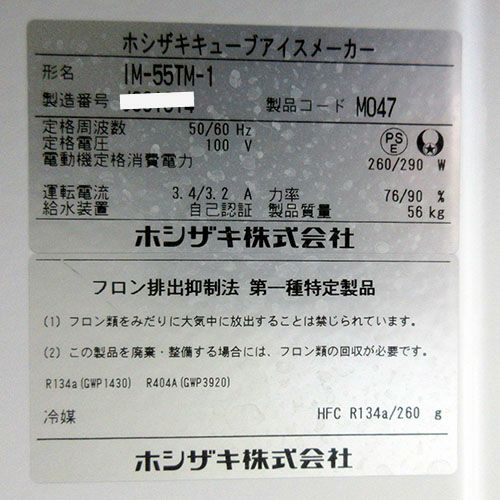 ホシザキキューブアイスメーカー
形名 IM-55TM-1
製造番号
製品コード M047
定格周波数 50/60 Hz
定格電圧 100 V
電動機定格消費電力 260/290 W
PS
E
運転電流 3.4/3.2 A 力率 76/90 %
給水装置 自己認証 製品質量 56 kg
ホシザキ株式会社
フロン排出抑制法 第一種特定製品
(1) フロン類をみだりに大気中に放出することは禁じられています。
(2) この製品を廃棄・整備する場合には、フロン類の回収が必要です。
R134a(GWP1430) R404A(GWP3920)
冷媒 HFC R134a/260 g
ホシザキ株式会社